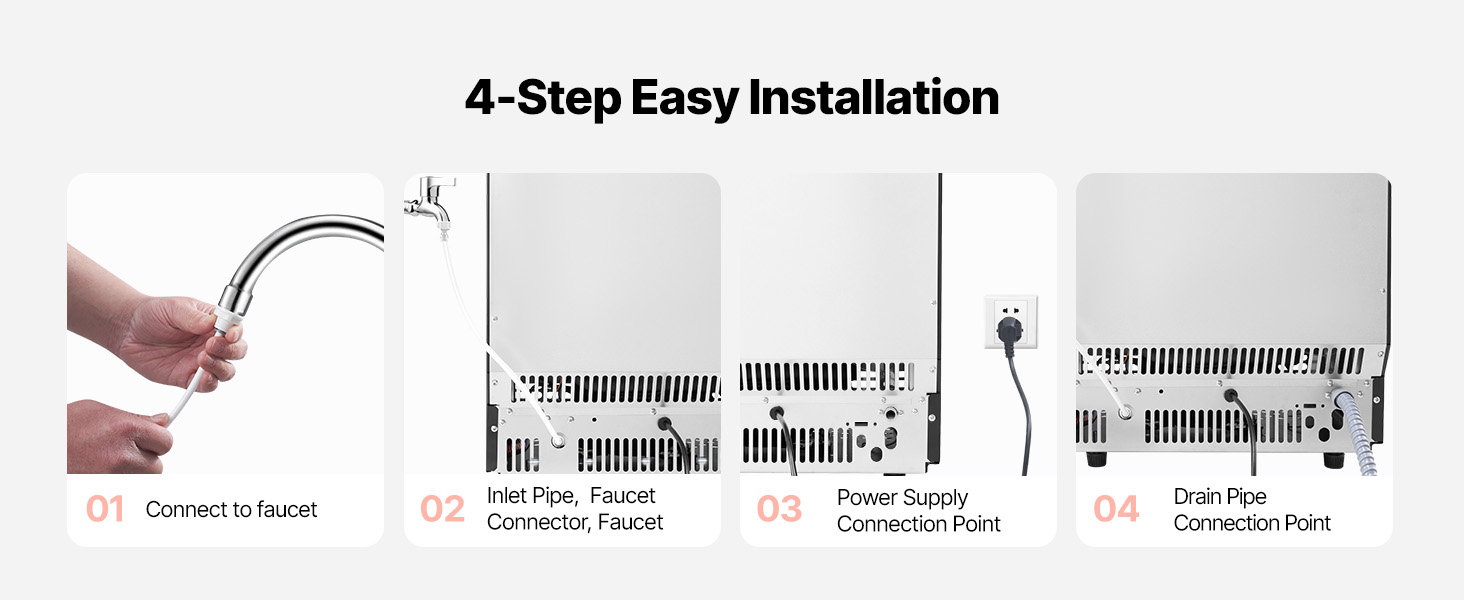 4-Step Easy Installation
01
Connect to faucet
02
Inlet Pipe, Faucet
Connector, Faucet
03
Power Supply
Connection Point
04
Drain Pipe
Connection Point